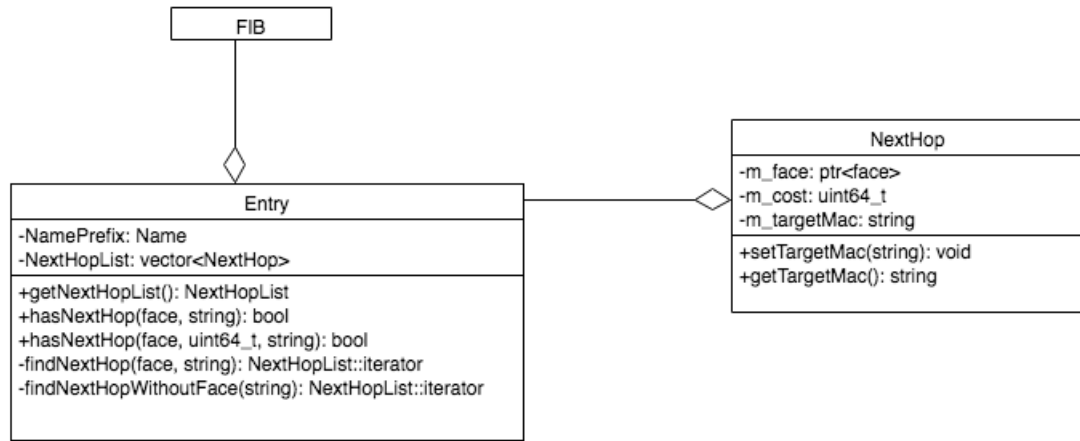 FIB
Entry
-NamePrefix: Name
-NextHopList: vector<NextHop>
+getNextHopList(): NextHopList
+hasNextHop(face, string): bool
+hasNextHop(face, uint64_t, string): bool
-findNextHop(face, string): NextHopList::iterator
-findNextHopWithoutFace(string): NextHopList::iterator
NextHop
-m_face: ptr<face>
-m_cost: uint64_t
-m_targetMac: string
+setTargetMac(string): void
+getTargetMac(): string